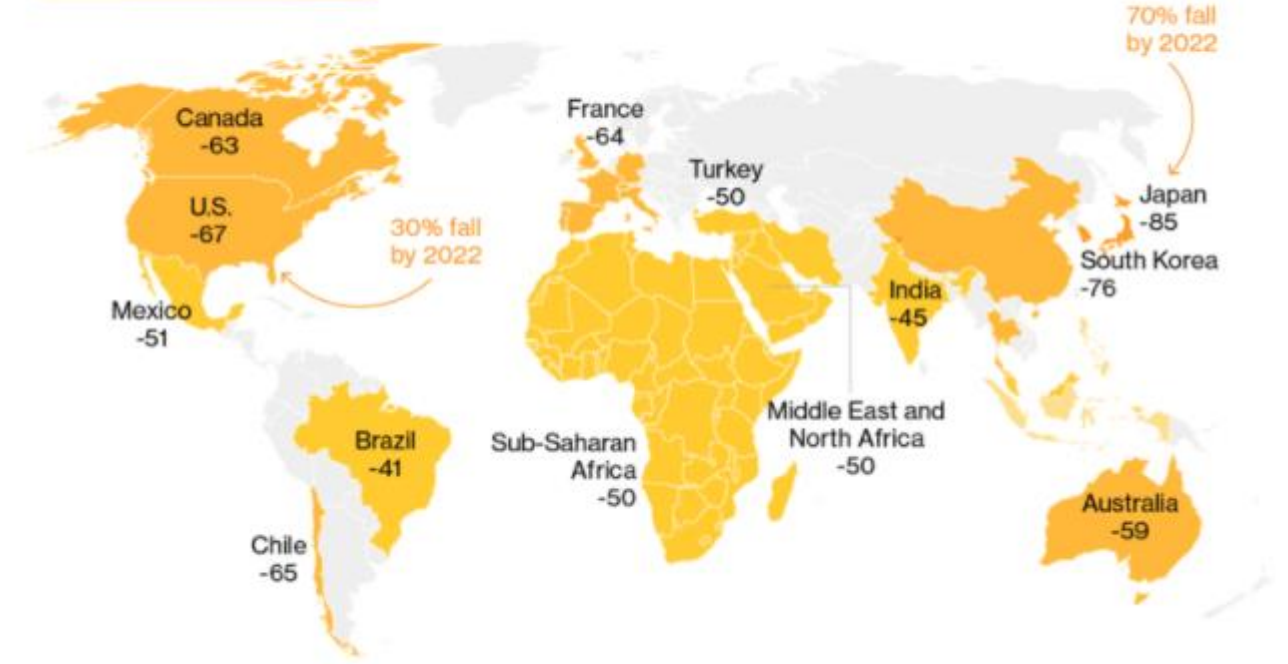 70% fall
by 2022
Canada
-63
France
-64
Turkey
-50
Japan
-85
U.S.
-67
30% fall
by 2022
South Korea
-76
India
-45
Mexico
-51
Middle East and
North Africa
-50
Brazil
-41
Sub-Saharan
Africa
-50
Australia
-59
Chile
-65